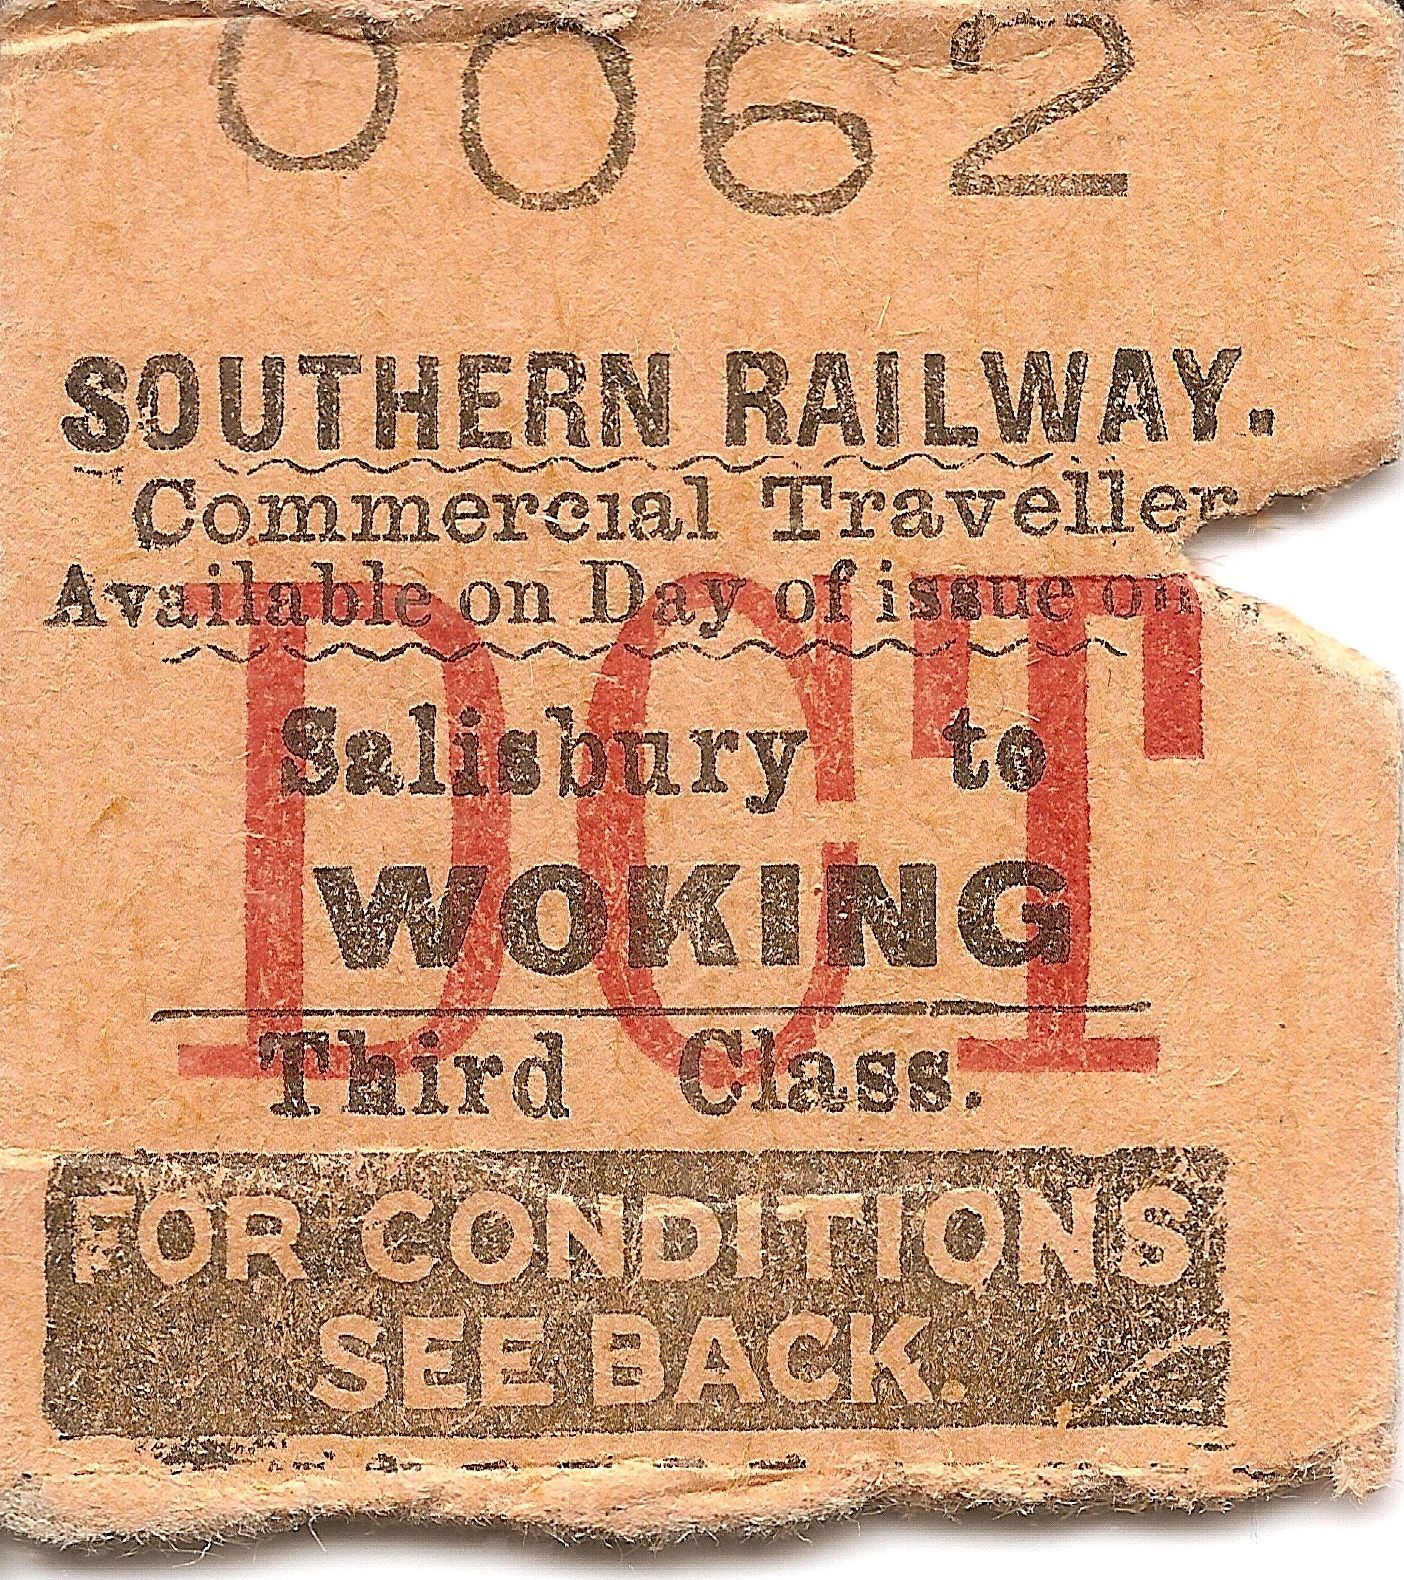 0062
SOUTHERN RAILWAY.
Commercial Traveller
Available on Day of issue on
DCT
Salisbury to
WOKING
Third Class.
FOR CONDITIONS
SEE BACK.